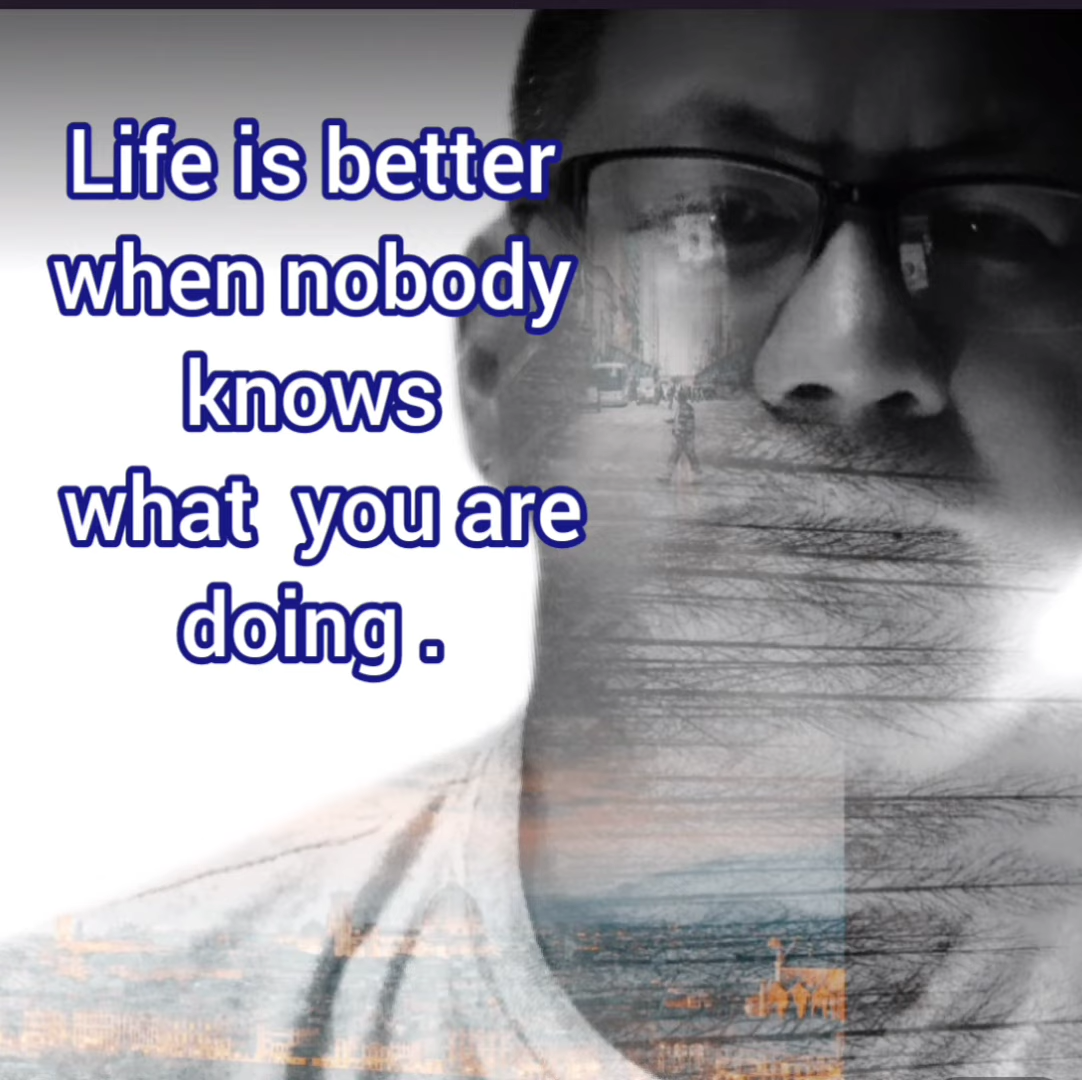 Life is better
when nobody
knows
what  you are
doing .